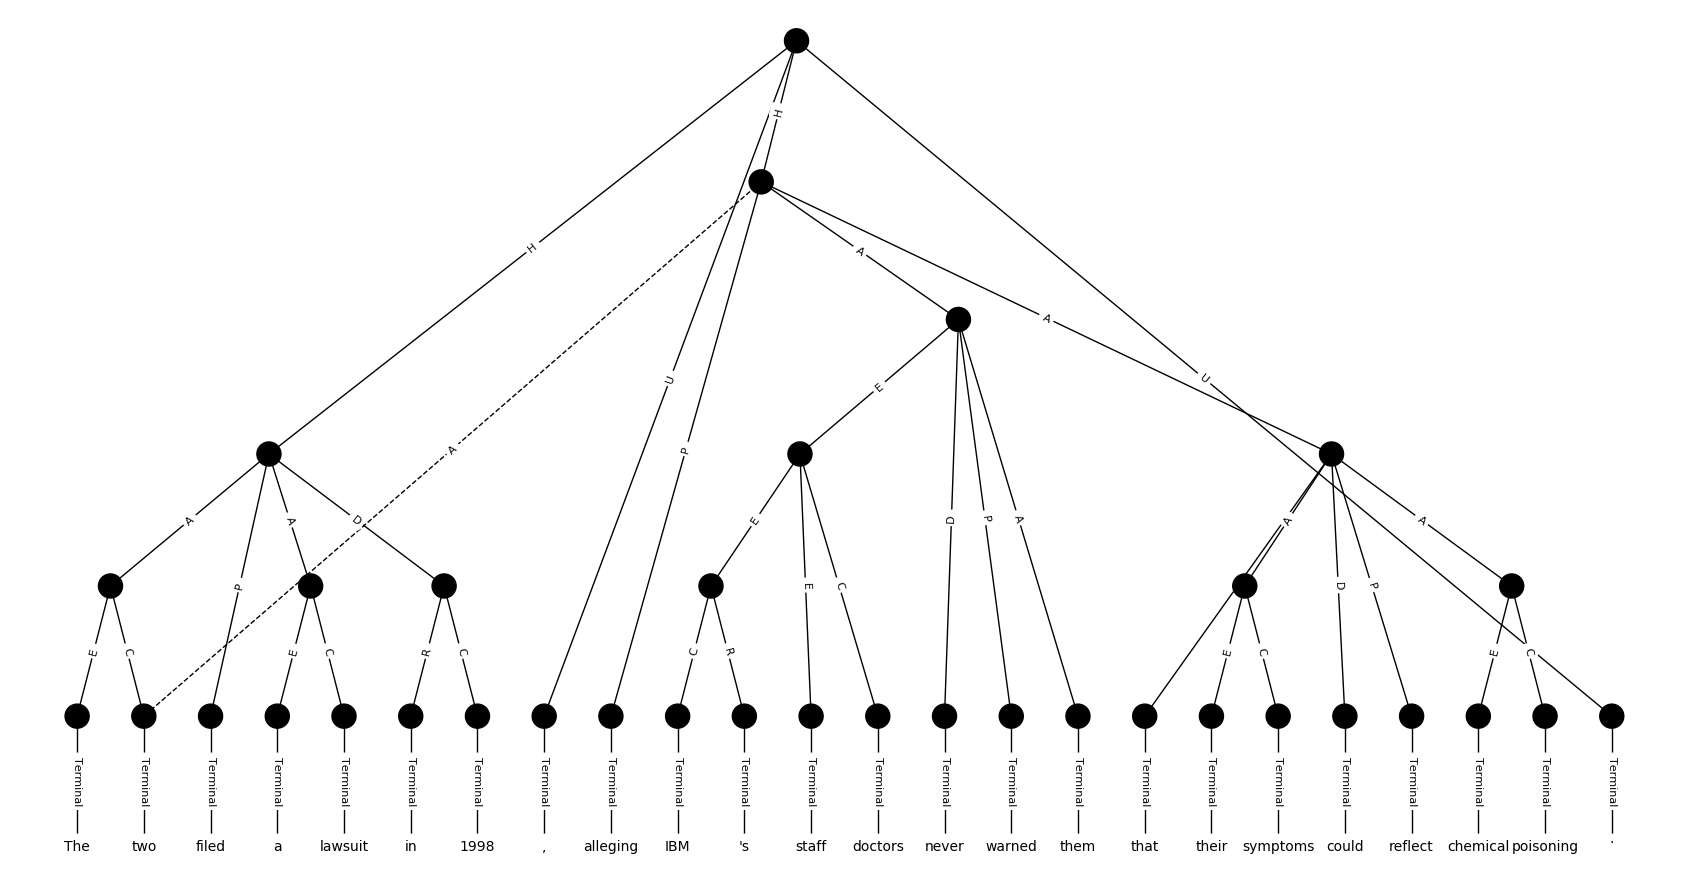 H
H
A
H
A
U
A
U
E
P
A
A
A
D
E
D
P
A
A
A
P
E
C
D
P
E
C
E
C
R
C
C
R
E
C
E
C
Terminal Terminal Terminal Terminal Terminal Terminal Terminal Terminal Terminal Terminal Terminal Terminal Terminal Terminal Terminal Terminal Terminal Terminal Terminal Terminal Terminal Terminal Terminal Terminal
The two filed a lawsuit in 1998 , alleging IBM 's staff doctors never warned them that their symptoms could reflect chemical poisoning .